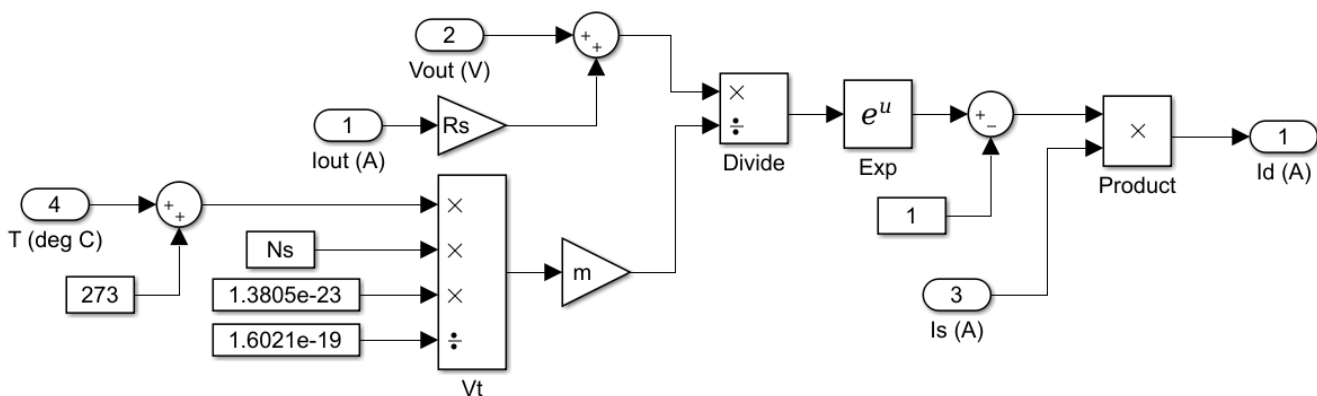 2
Vout (V)
+
+
1
Iout (A)
Rs
×
÷
Divide
e^u
Exp
+
−
1
×
Product
1
Id (A)
4
T (deg C)
+
+
273
Ns
1.3805e-23
1.6021e-19
×
×
×
÷
Vt
m
3
Is (A)